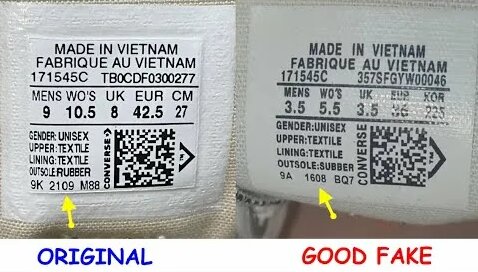 MADE IN VIETNAM
FABRIQUE AU VIETNAM
171545C TB0CDF0300277
MENS WO'S UK EUR CM
9 10.5 8 42.5 27
GENDER:UNISEX
UPPER:TEXTILE
LINING:TEXTILE
OUTSOLE:RUBBER
CONVERSE
9K 2109 M88
ORIGINAL
MADE IN VIETNAM
FABRIQUE AU VIETNAM
171545C 357SFGYW00046
MENS WO'S UK EUR KOR
3.5 5.5 3.5 36 225
GENDER:UNISEX
UPPER:TEXTILE
LINING:TEXTILE
OUTSOLE:SUBBER
CONVERSE
9A 1608 BQ7
GOOD FAKE